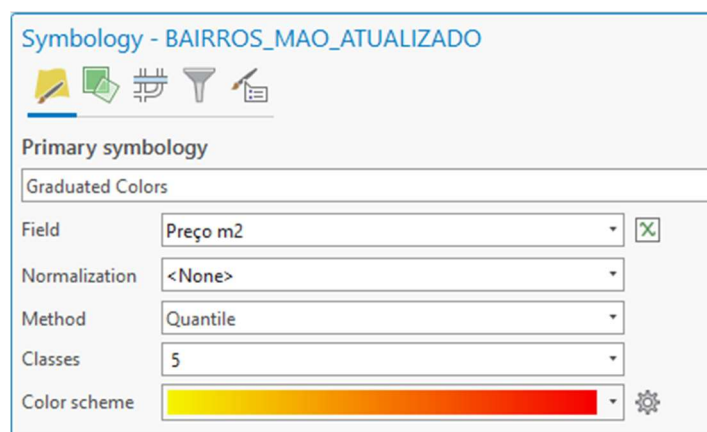 Symbology - BAIRROS_MAO_ATUALIZADO
Primary symbology
Graduated Colors
Field Preço m2
Normalization <None>
Method Quantile
Classes 5
Color scheme